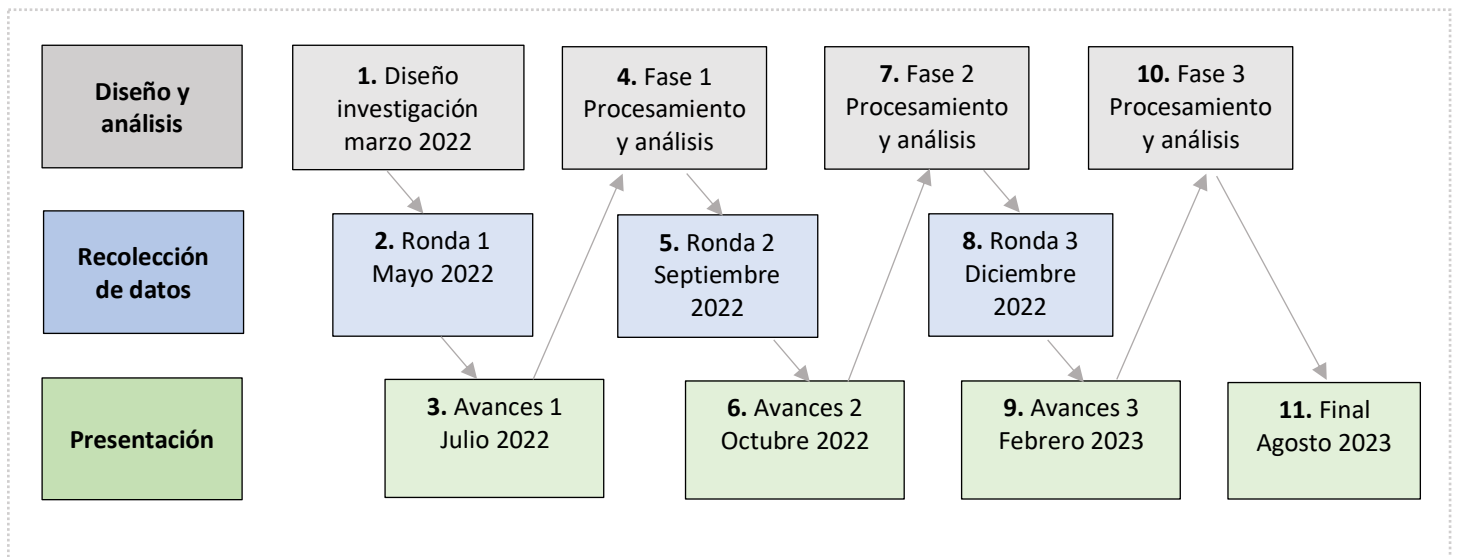 Diseño y
análisis
1. Diseño
investigación
marzo 2022
4. Fase 1
Procesamiento
y análisis
7. Fase 2
Procesamiento
y análisis
10. Fase 3
Procesamiento
y análisis
Recolección
de datos
2. Ronda 1
Mayo 2022
5. Ronda 2
Septiembre
2022
8. Ronda 3
Diciembre
2022
Presentación
3. Avances 1
Julio 2022
6. Avances 2
Octubre 2022
9. Avances 3
Febrero 2023
11. Final
Agosto 2023